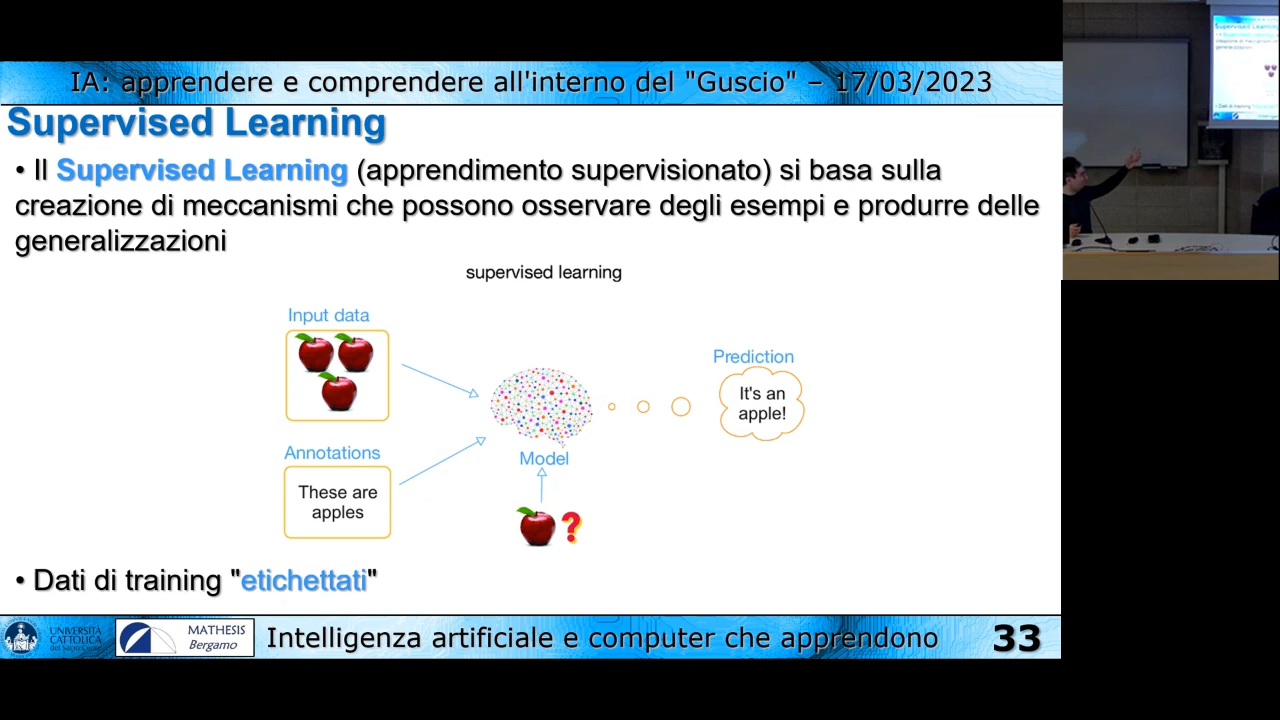 IA: apprendere e comprendere all'interno del "Guscio" – 17/03/2023
Supervised Learning
• Il Supervised Learning (apprendimento supervisionato) si basa sulla
creazione di meccanismi che possono osservare degli esempi e produrre delle
generalizzazioni
supervised learning
Input data
Prediction
It's an
apple!
Annotations
These are
apples
Model
?
• Dati di training "etichettati"
UNIVERSITÀ
CATTOLICA
del Sacro Cuore
MATHESIS
Bergamo
Intelligenza artificiale e computer che apprendono
33
Supervised Learning